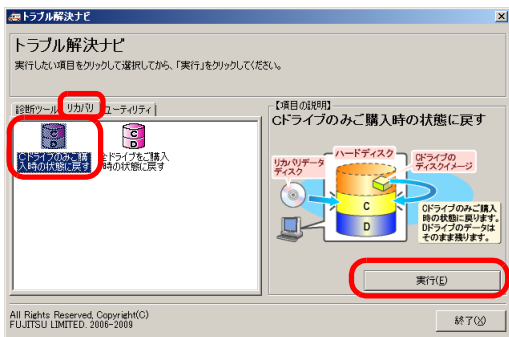 トラブル解決ナビ
トラブル解決ナビ
実行したい項目をクリックして選択してから、「実行」をクリックしてください。
診断ツール
リカバリ
ユーティリティ
Cドライブのみご購
入時の状態に戻す
全ドライブをご購入
時の状態に戻す
【項目の説明】
Cドライブのみご購入時の状態に戻す
リカバリデータ
ディスク
ハードディスク
Cドライブの
ディスクイメージ
C
D
Cドライブのみご購入
時の状態に戻ります。
Dドライブのデータは
そのまま残ります。
実行(E)
All Rights Reserved, Copyright(C)
FUJITSU LIMITED. 2006-2009
終了(X)